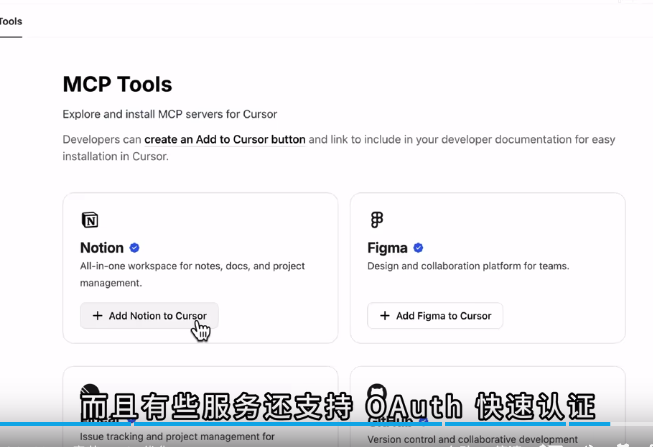 Tools
MCP Tools
Explore and install MCP servers for Cursor
Developers can create an Add to Cursor button and link to include in your developer documentation for easy
installation in Cursor.
Notion
All-in-one workspace for notes, docs, and project
management.
+ Add Notion to Cursor
Figma
Design and collaboration platform for teams.
+ Add Figma to Cursor
而且有些服务还支持 OAuth 快速认证
Issue tracking and project management for
Version control and collaborative development